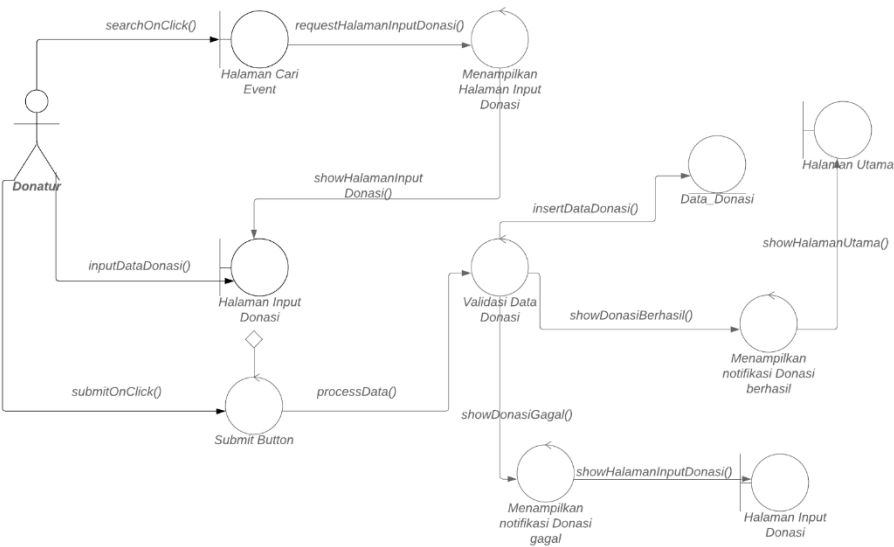 searchOnClick()
requestHalamanInputDonasi()
Halaman Cari
Event
Menampilkan
Halaman Input
Donasi
Donatur
showHalamanInput
Donasi()
insertDataDonasi()
Data_Donasi
Halaman Utama
showHalamanUtama()
inputDataDonasi()
Halaman Input
Donasi
Validasi Data
Donasi
showDonasiBerhasil()
Menampilkan
notifikasi Donasi
berhasil
submitOnClick()
Submit Button
processData()
showDonasiGagal()
Menampilkan
notifikasi Donasi
gagal
showHalamanInputDonasi()
Halaman Input
Donasi